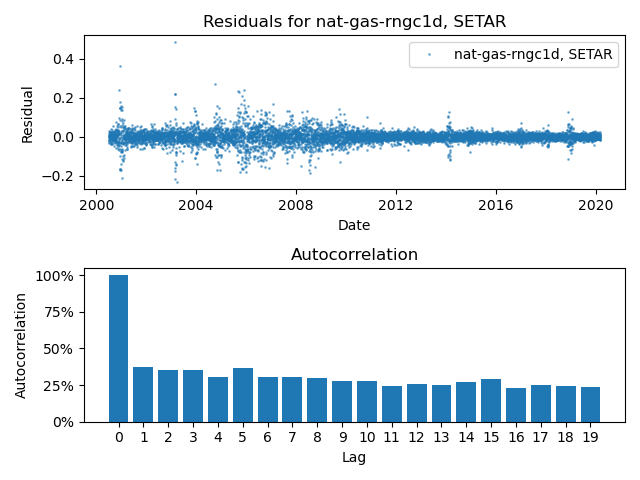 Residuals for nat-gas-rngc1d, SETAR
nat-gas-rngc1d, SETAR
Residual
0.4
0.2
0.0
−0.2
2000 2004 2008 2012 2016 2020
Date
Autocorrelation
Autocorrelation
100%
75%
50%
25%
0%
0 1 2 3 4 5 6 7 8 9 10 11 12 13 14 15 16 17 18 19
Lag